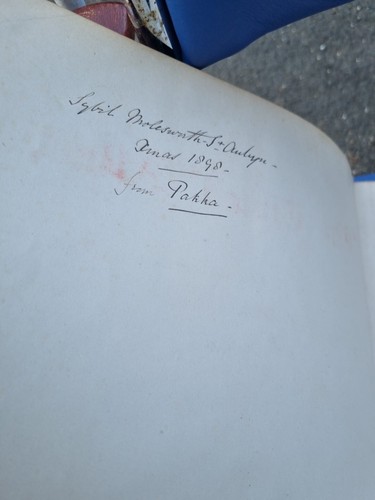 Sybil Molesworth-St Aubyn -
Xmas 1898.
from Pakka.